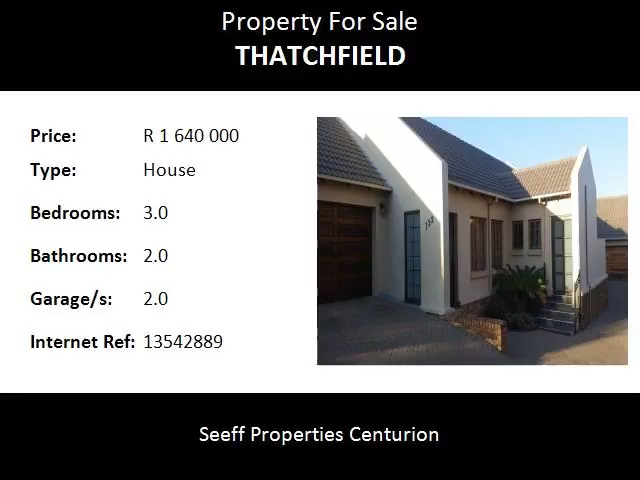 Property For Sale
THATCHFIELD
Price: R 1 640 000
Type: House
Bedrooms: 3.0
Bathrooms: 2.0
Garage/s: 2.0
Internet Ref: 13542889
Seeff Properties Centurion